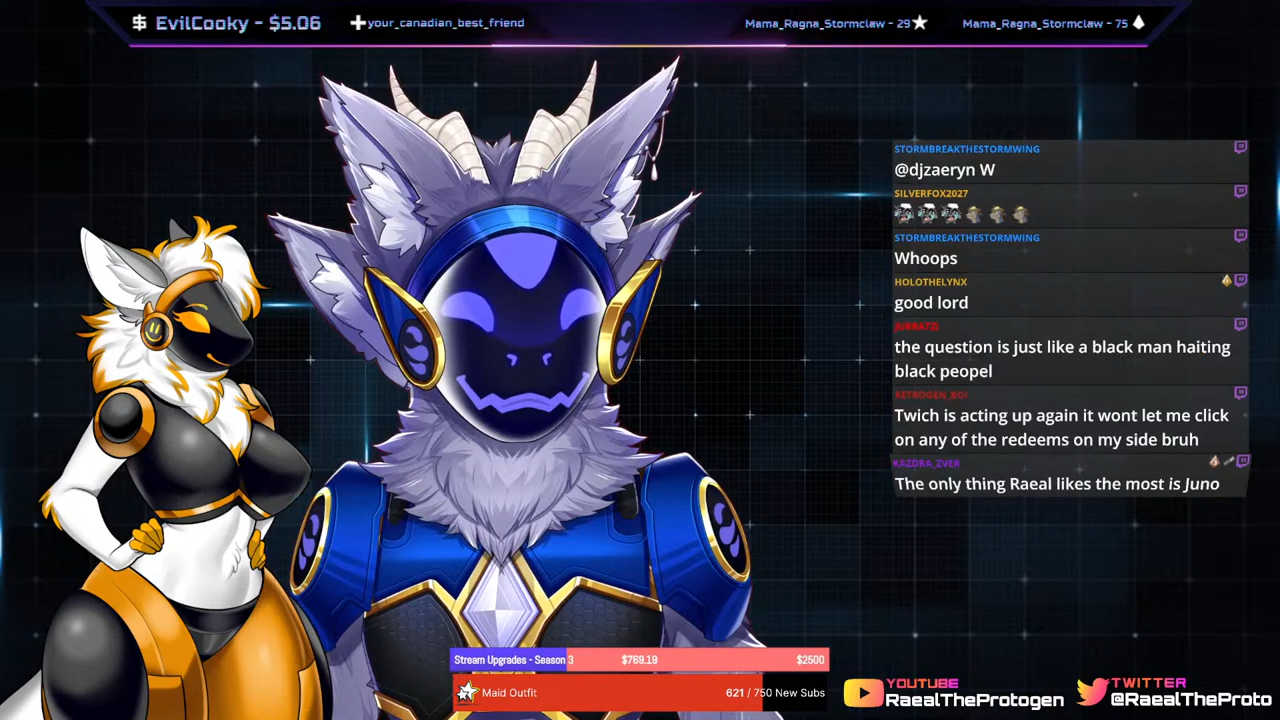 EvilCooky - $5.06
your_canadian_best_friend
Mama_Ragna_Stormclaw - 29
Mama_Ragna_Stormclaw - 75
STORMBREAKTHESTORMWING
@djzaeryn W
SILVERFOX2027
STORMBREAKTHESTORMWING
Whoops
HOLOTHELYNX
good lord
the question is just like a black man haiting
black peopel
RETROGEN_BOI
Twich is acting up again it wont let me click
on any of the redeems on my side bruh
KAZORA_ZVER
The only thing Raeal likes the most is Juno
Stream Upgrades - Season 3 $769.19 $2500
Maid Outfit 621 / 750 New Subs
YOUTUBE
RaealTheProtogen
TWITTER
@RaealTheProto